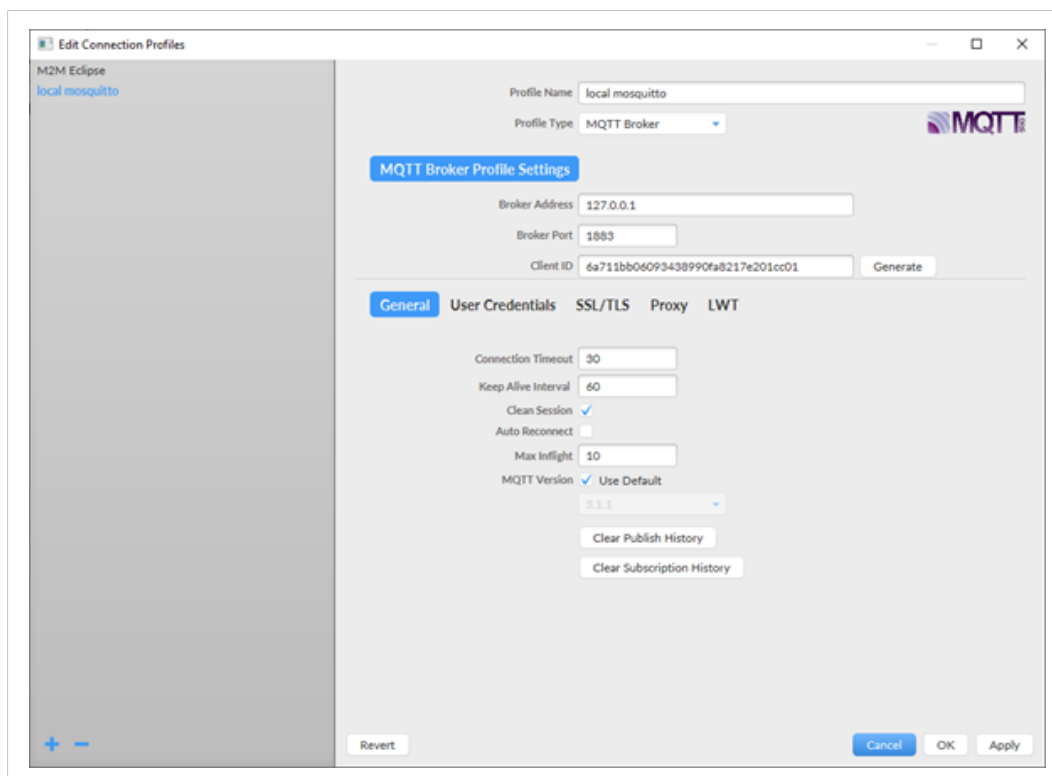 Edit Connection Profiles
M2M Eclipse
local mosquitto
Profile Name local mosquitto
Profile Type MQTT Broker
MQTT
MQTT Broker Profile Settings
Broker Address 127.0.0.1
Broker Port 1883
Client ID 6a711bb06093438990fa8217e201cc01 Generate
General User Credentials SSL/TLS Proxy LWT
Connection Timeout 30
Keep Alive Interval 60
Clean Session
Auto Reconnect
Max Inflight 10
MQTT Version Use Default
3.1.1
Clear Publish History
Clear Subscription History
Revert Cancel OK Apply